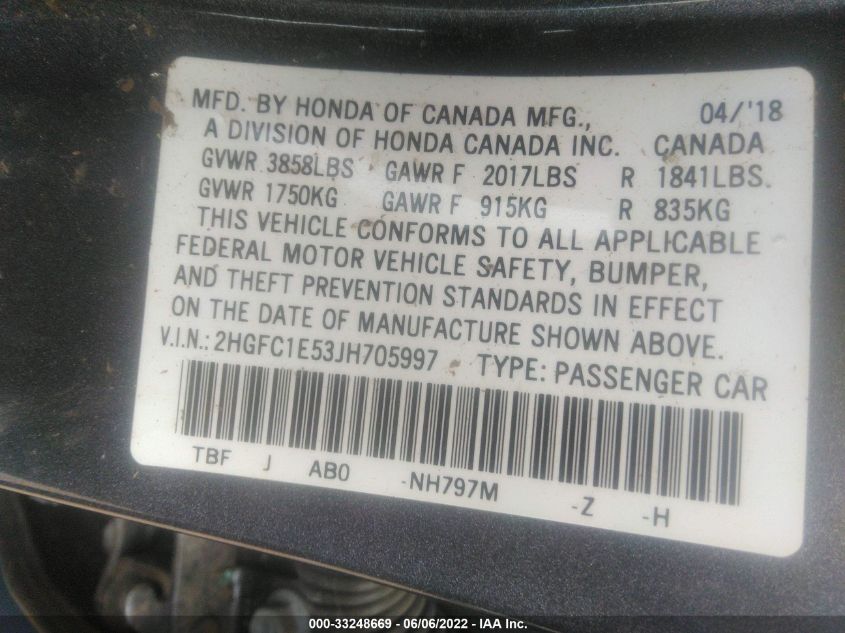 MFD. BY HONDA OF CANADA MFG., 04/'18
A DIVISION OF HONDA CANADA INC. CANADA
GVWR 3858LBS GAWR F 2017LBS R 1841LBS.
GVWR 1750KG GAWR F 915KG R 835KG
THIS VEHICLE CONFORMS TO ALL APPLICABLE
FEDERAL MOTOR VEHICLE SAFETY, BUMPER,
AND THEFT PREVENTION STANDARDS IN EFFECT
ON THE DATE OF MANUFACTURE SHOWN ABOVE.
V.I.N.: 2HGFC1E53JH705997 TYPE: PASSENGER CAR
TBF J AB0 -NH797M -Z -H
000-33248669 - 06/06/2022 - IAA Inc.